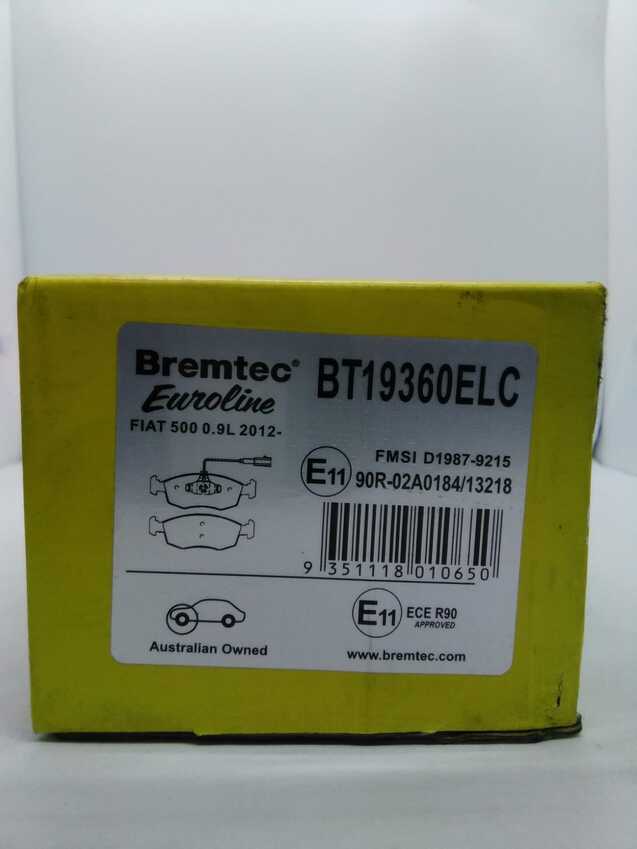 Bremtec®
Euroline
FIAT 500 0.9L 2012-
BT19360ELC
FMSI D1987-9215
E11 90R-02A0184/13218
9 351118 010650
E11 ECE R90
APPROVED
Australian Owned
www.bremtec.com